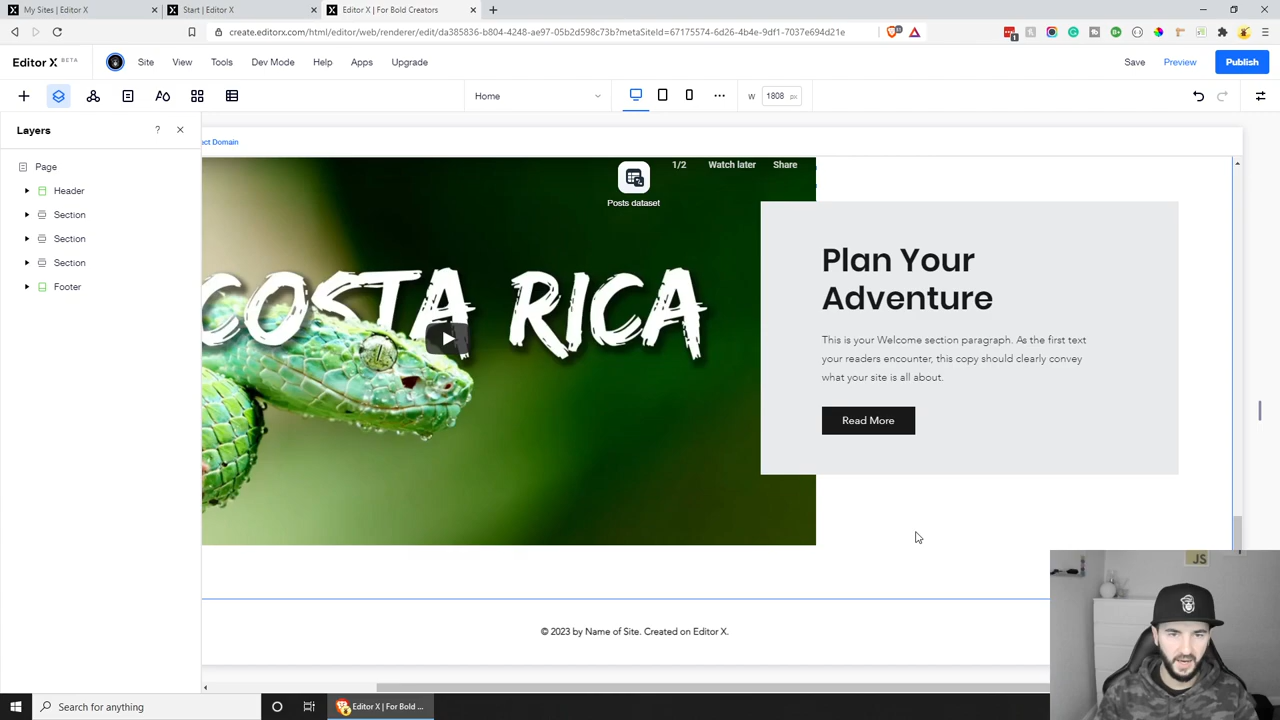 My Sites | Editor X
Start | Editor X
Editor X | For Bold Creators
create.editorx.com/html/editor/web/renderer/edit/da385836-b804-4248-ae97-05b2d598c73b?metaSiteId=67175574-6d26-4b4e-9df1-7037e694d21e
Editor X BETA
Site
View
Tools
Dev Mode
Help
Apps
Upgrade
Save
Preview
Publish
Home
W 1808 px
Layers
?
Page
Header
Section
Section
Section
Footer
ect Domain
1/2
Watch later
Share
Posts dataset
COSTA RICA
Plan Your
Adventure
This is your Welcome section paragraph. As the first text
your readers encounter, this copy should clearly convey
what your site is all about.
Read More
© 2023 by Name of Site. Created on Editor X.
JS
Search for anything
Editor X | For Bold ...